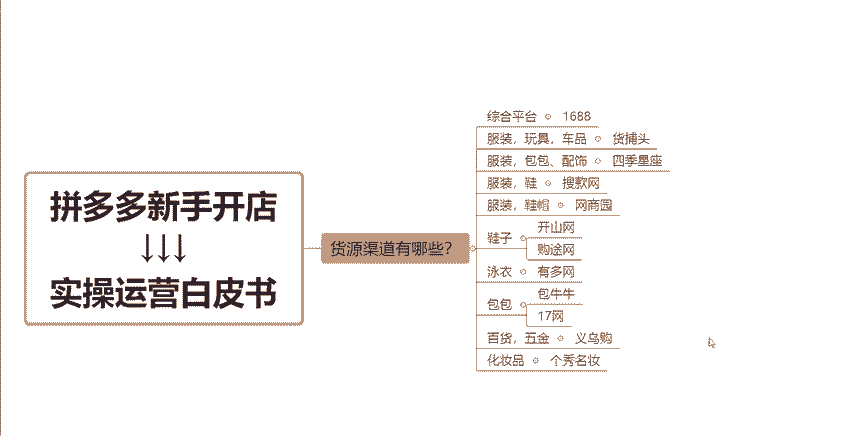 拼多多新手开店
↓↓↓
实操运营白皮书
货源渠道有哪些？
综合平台 1688
服装，玩具，车品 货捕头
服装，包包、配饰 四季星座
服装，鞋 搜款网
服装，鞋帽 网商园
鞋子
开山网
购途网
泳衣 有多网
包包
包牛牛
17网
百货，五金 义乌购
化妆品 个秀名妆